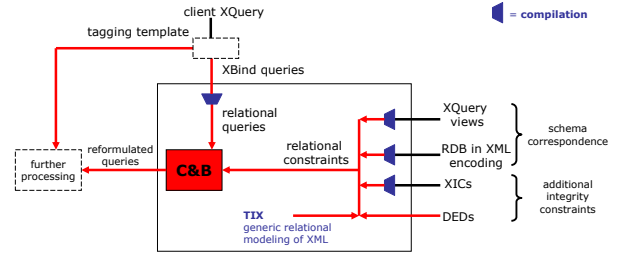 client XQuery
= compilation
tagging template
XBind queries
XQuery
views
relational
queries
schema
correspondence
relational
constraints
RDB in XML
encoding
reformulated
queries
C&B
further
processing
XICs
additional
integrity
constraints
TIX
generic relational
modeling of XML
DEDs